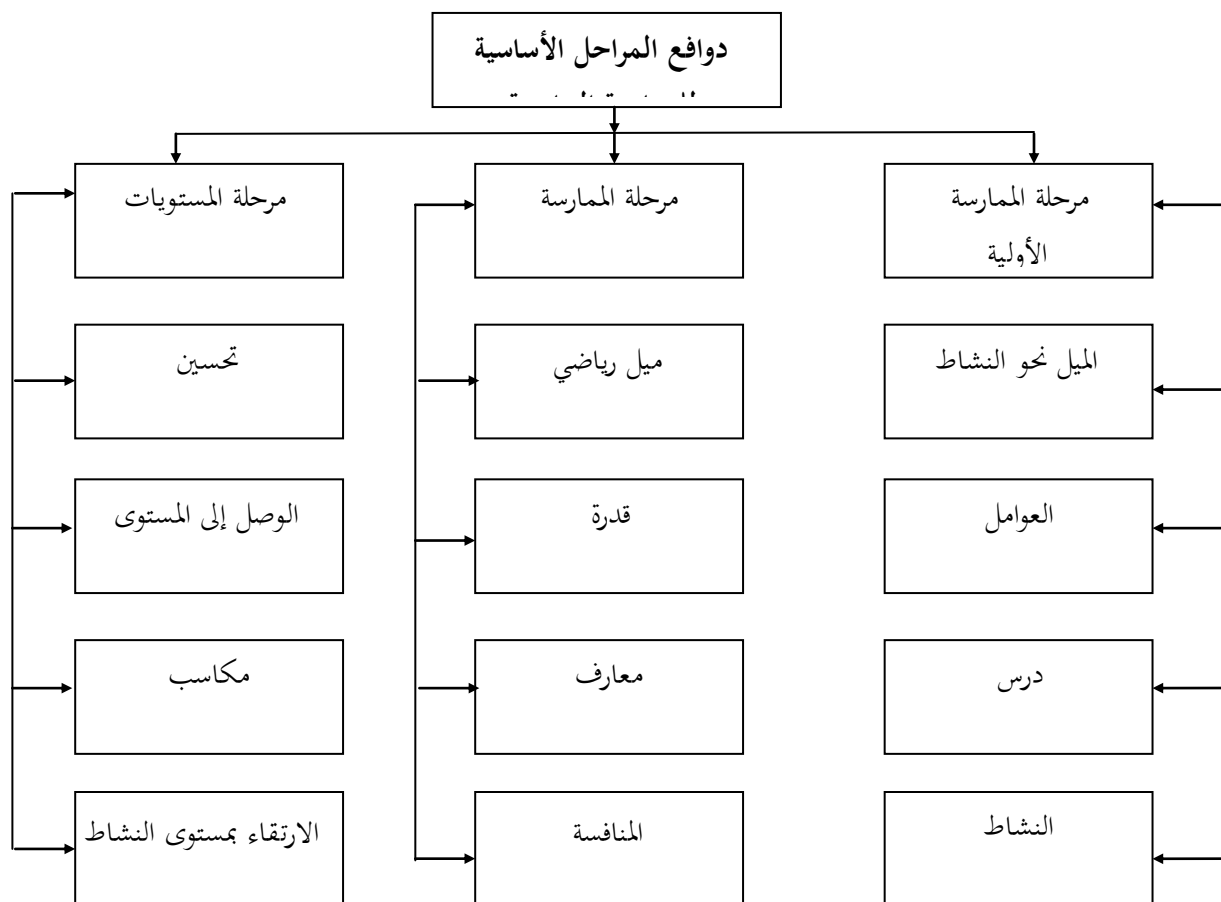 دوافع المراحل الأساسية
مرحلة الممارسة
الأولية
مرحلة الممارسة
مرحلة المستويات
الميل نحو النشاط
ميل رياضي
تحسين
العوامل
قدرة
الوصل إلى المستوى
درس
معارف
مكاسب
النشاط
المنافسة
الارتقاء بمستوى النشاط